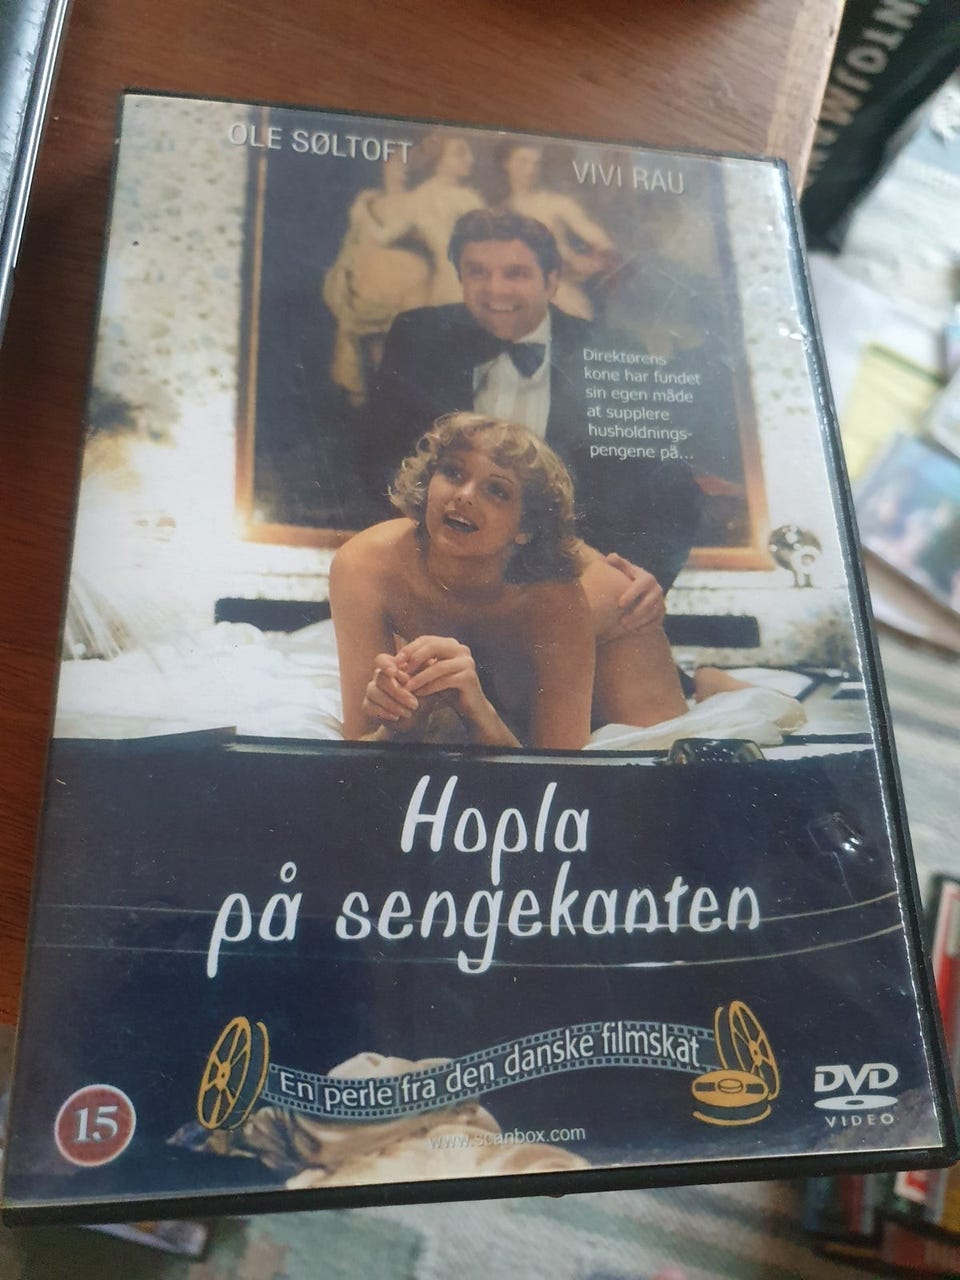 OLE SØLTOFT
VIVI RAU
Direktørens
kone har fundet
sin egen måde
at supplere
husholdnings-
pengene på...
Hopla
på sengekanten
En perle fra den danske filmskat
15
www.scanbox.com
DVD
VIDEO